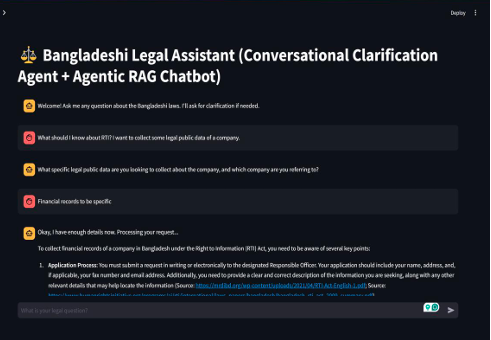 Deploy
Bangladeshi Legal Assistant (Conversational Clarification
Agent + Agentic RAG Chatbot)
Welcome! Ask me any question about the Bangladeshi laws. I'll ask for clarification if needed.
What should I know about RTI? I want to collect some legal public data of a company.
What specific legal public data are you looking to collect about the company, and which company are you referring to?
Financial records to be specific
Okay, I have enough details now. Processing your request...
To collect financial records of a company in Bangladesh under the Right to Information (RTI) Act, you need to be aware of several key points:
1. Application Process: You must submit a request in writing or electronically to the designated Responsible Officer. Your application should include your name, address, and,
if applicable, your fax number and email address. Additionally, you need to provide a clear and correct description of the information you are seeking, along with any other
relevant details that may help locate the information (Source: https://mrdibd.org/wp-content/uploads/2021/04/RTI-Act-English-1.pdf; Source:
What is your legal question?